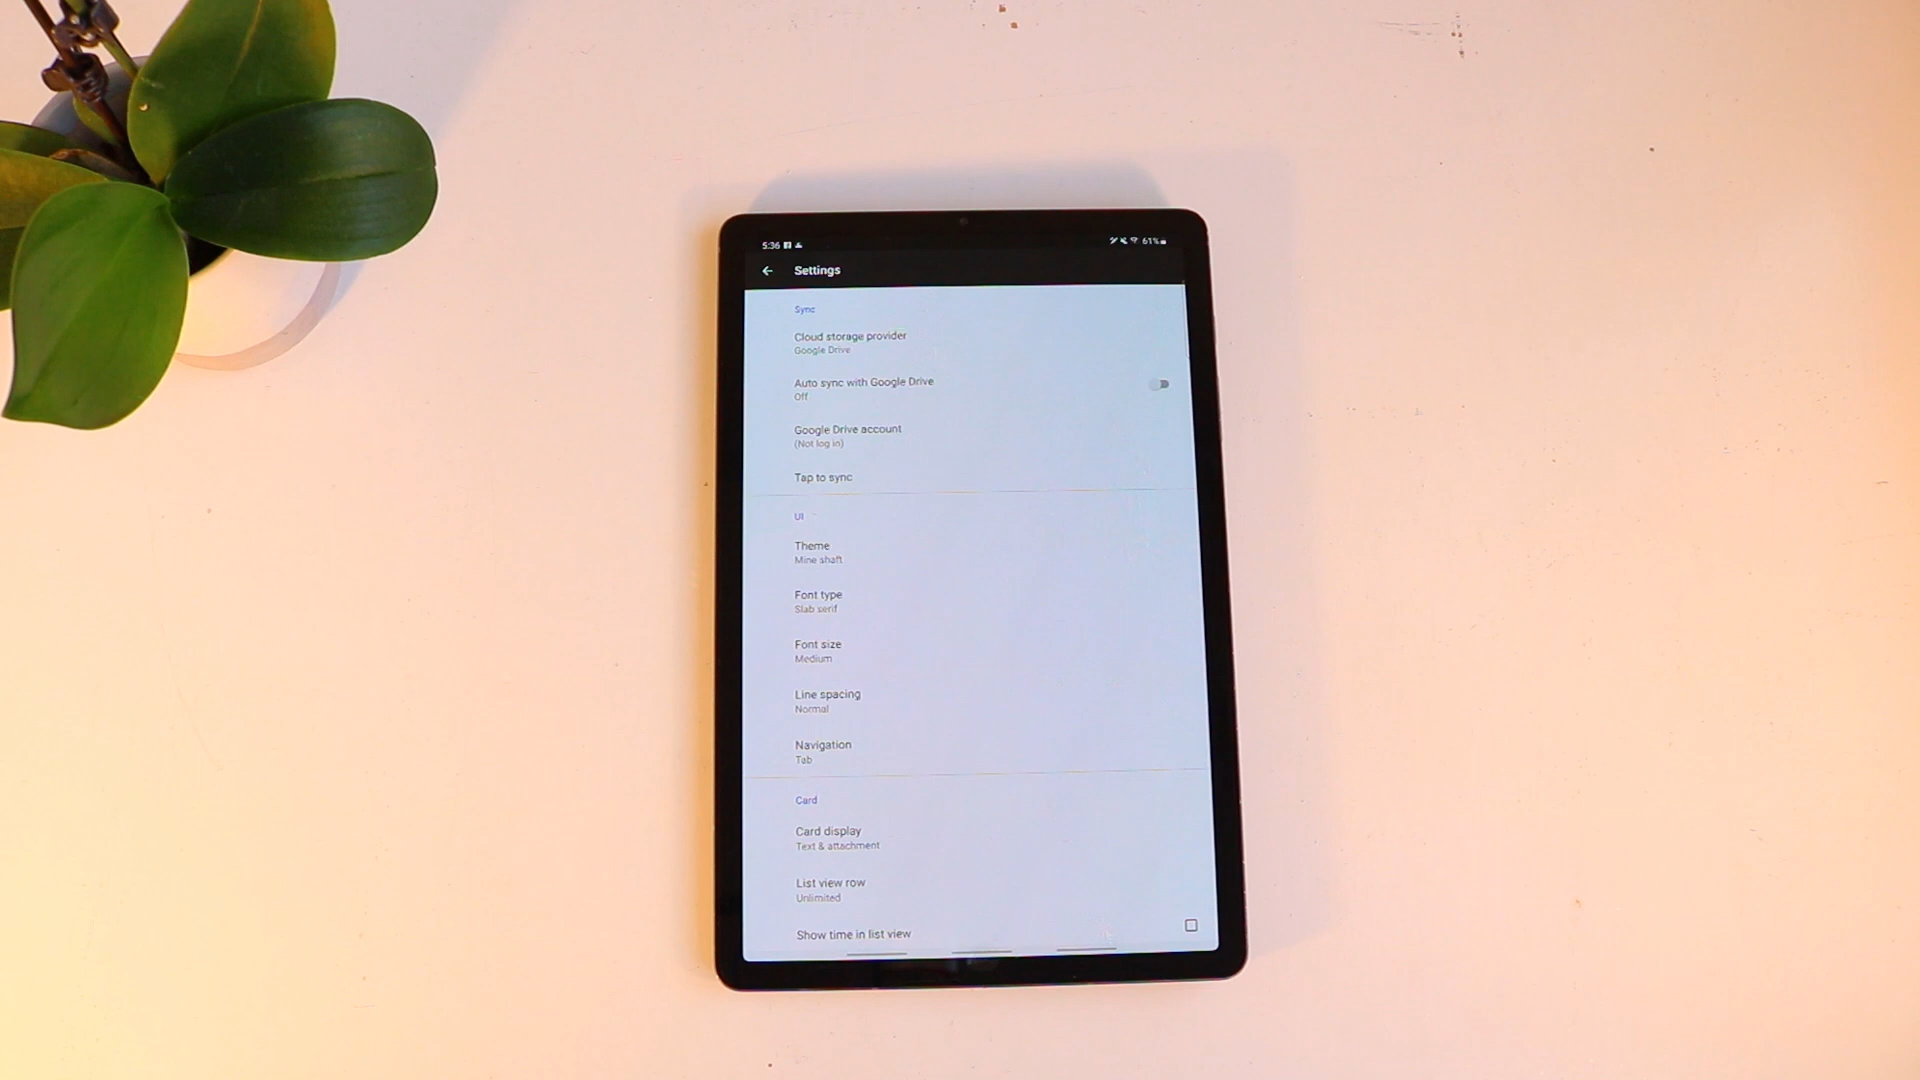 5:36
61%
Settings
Sync
Cloud storage provider
Google Drive
Auto sync with Google Drive
Off
Google Drive account
(Not log in)
Tap to sync
UI
Theme
Mine shaft
Font type
Slab serif
Font size
Medium
Line spacing
Normal
Navigation
Tab
Card
Card display
Text & attachment
List view row
Unlimited
Show time in list view